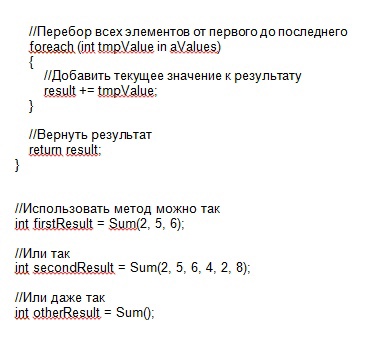 //Перебор всех элементов от первого до последнего
foreach (int tmpValue in aValues)
{
//Добавить текущее значение к результату
result += tmpValue;
}
//Вернуть результат
return result;
}
//Использовать метод можно так
int firstResult = Sum(2, 5, 6);
//Или так
int secondResult = Sum(2, 5, 6, 4, 2, 8);
//Или даже так
int otherResult = Sum();